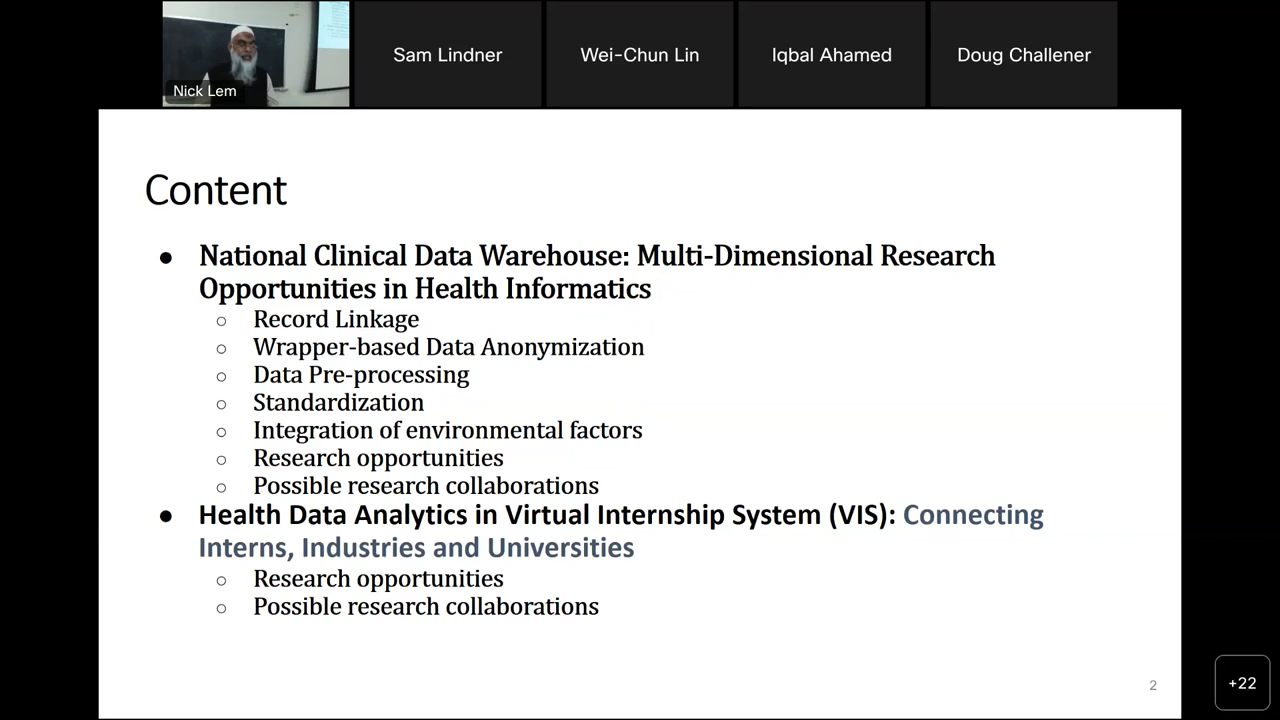 Nick Lem
Sam Lindner
Wei-Chun Lin
Iqbal Ahamed
Doug Challener
Content
● National Clinical Data Warehouse: Multi-Dimensional Research
Opportunities in Health Informatics
○ Record Linkage
○ Wrapper-based Data Anonymization
○ Data Pre-processing
○ Standardization
○ Integration of environmental factors
○ Research opportunities
○ Possible research collaborations
● Health Data Analytics in Virtual Internship System (VIS): Connecting
Interns, Industries and Universities
○ Research opportunities
○ Possible research collaborations
2
+22